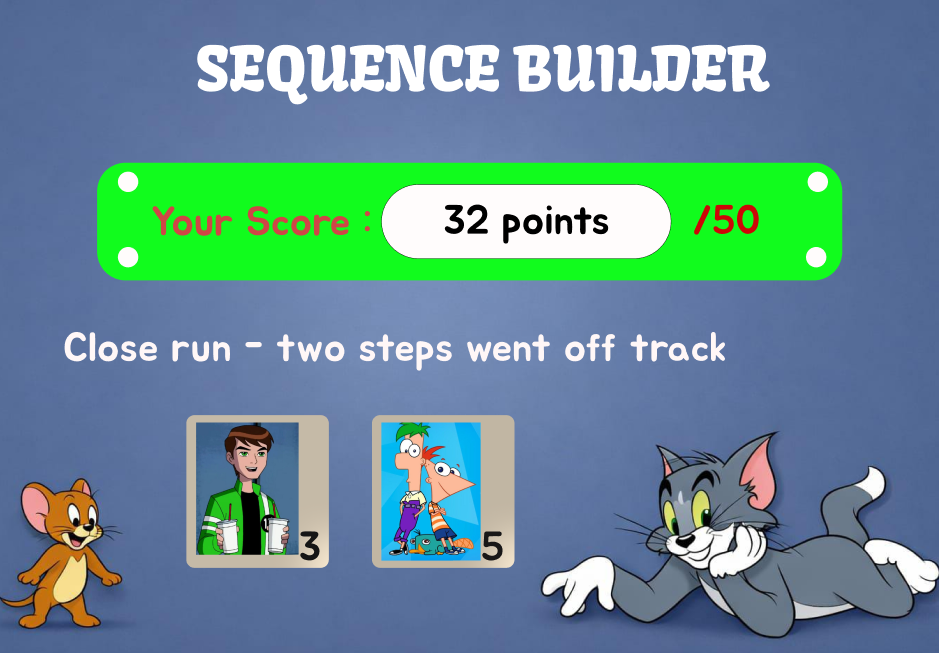 SEQUENCE BUILDER
Your Score : 32 points /50
Close run - two steps went off track
3 5